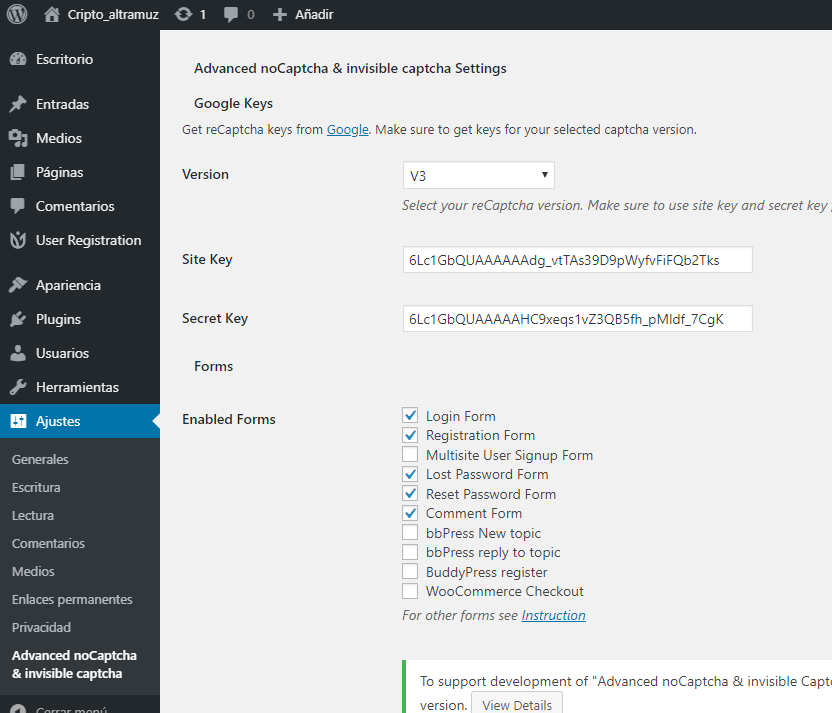 Cripto_altramuz 1 0 Añadir
Escritorio
Entradas
Medios
Páginas
Comentarios
User Registration
Apariencia
Plugins
Usuarios
Herramientas
Ajustes
Generales
Escritura
Lectura
Comentarios
Medios
Enlaces permanentes
Privacidad
Advanced noCaptcha
& invisible captcha
Cerrar menú
Advanced noCaptcha & invisible captcha Settings
Google Keys
Get reCaptcha keys from Google. Make sure to get keys for your selected captcha version.
Version
V3
Select your reCaptcha version. Make sure to use site key and secret key
Site Key
6Lc1GbQUAAAAAAdg_vtTAs39D9pWyfvFiFQb2Tks
Secret Key
6Lc1GbQUAAAAAHC9xeqs1vZ3QB5fh_pMIdf_7CgK
Forms
Enabled Forms
Login Form
Registration Form
Multisite User Signup Form
Lost Password Form
Reset Password Form
Comment Form
bbPress New topic
bbPress reply to topic
BuddyPress register
WooCommerce Checkout
For other forms see Instruction
To support development of "Advanced noCaptcha & invisible Captc
version. View Details